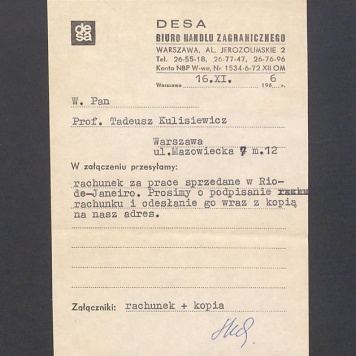 de
sa
DESA
BIURO HANDLU ZAGRANICZNEGO
WARSZAWA, AL. JEROZOLIMSKIE 2
Tel. 26-55-18, 26-77-47, 26-76-96
Konto NBP W-wa, Nr 1534-6-72 XII OM
Warszawa 16.XI. 196 6 r.
W. Pan
Prof. Tadeusz Kulisiewicz
Warszawa
ul.Mazowiecka 7 m.12
W załączeniu przesyłamy:
rachunek za prace sprzedane w Rio-
de-Janeiro. Prosimy o podpisanie
rachunku i odesłanie go wraz z kopią
na nasz adres.
Załączniki: rachunek + kopia